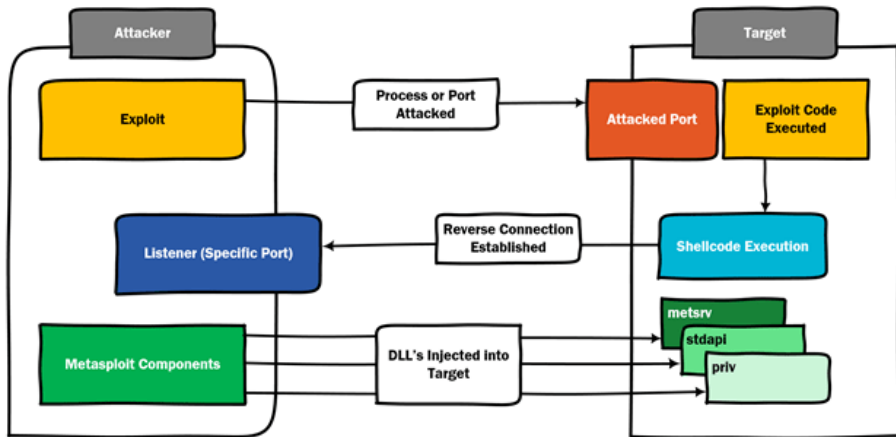 Attacker
Target
Exploit
Process or Port
Attacked
Attacked Port
Exploit Code
Executed
Listener (Specific Port)
Reverse Connection
Established
Shellcode Execution
Metasploit Components
DLL's Injected into
Target
metsrv
stdapi
priv